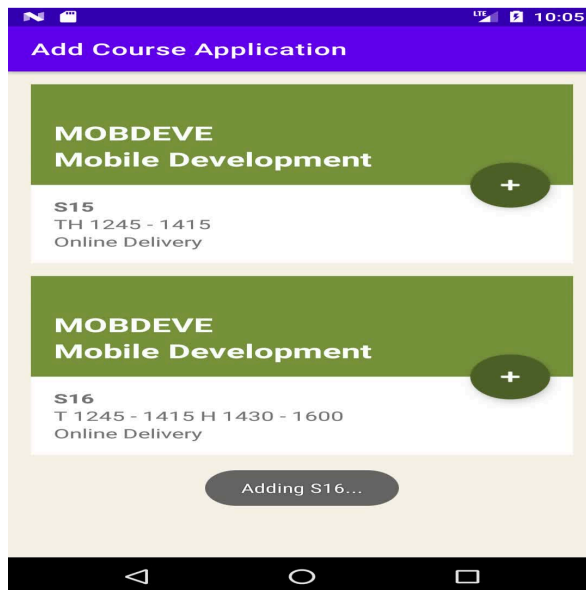 LTE 10:05
Add Course Application
MOBDEVE
Mobile Development
+
S15
TH 1245 - 1415
Online Delivery
MOBDEVE
Mobile Development
+
S16
T 1245 - 1415 H 1430 - 1600
Online Delivery
Adding S16...